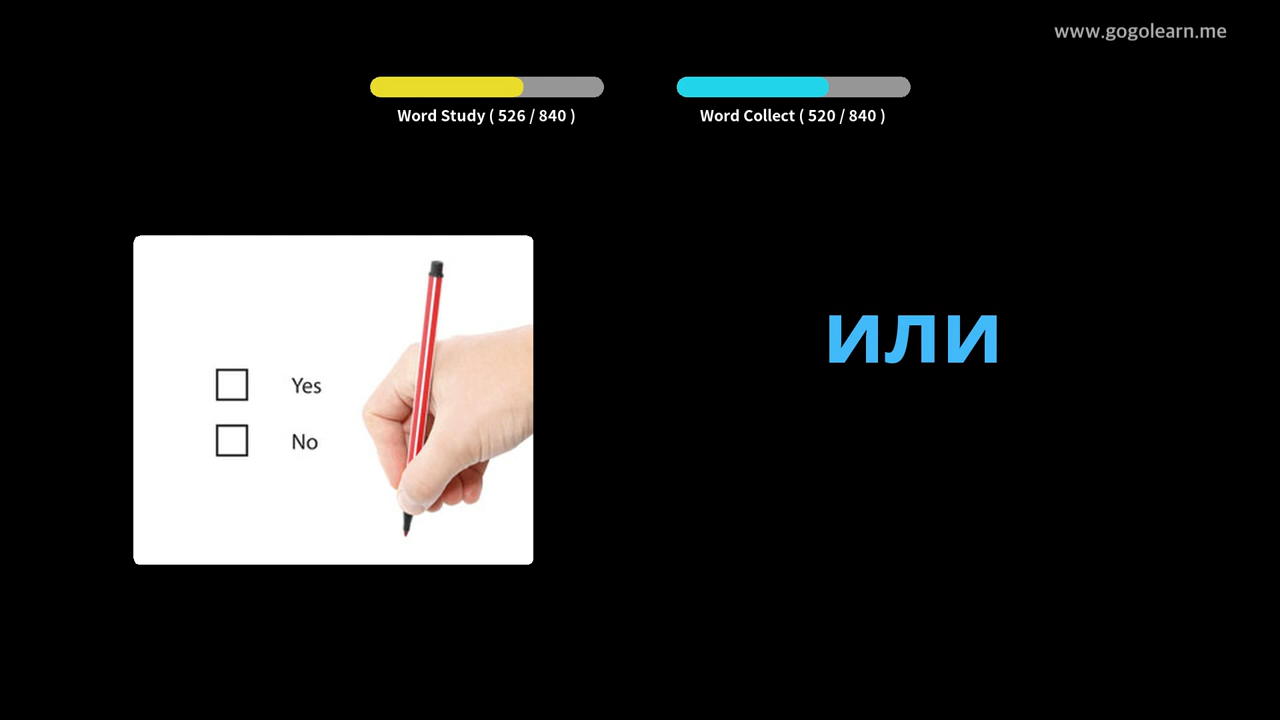 www.gogolearn.me
Word Study ( 526 / 840 )
Word Collect ( 520 / 840 )
Yes
No
или